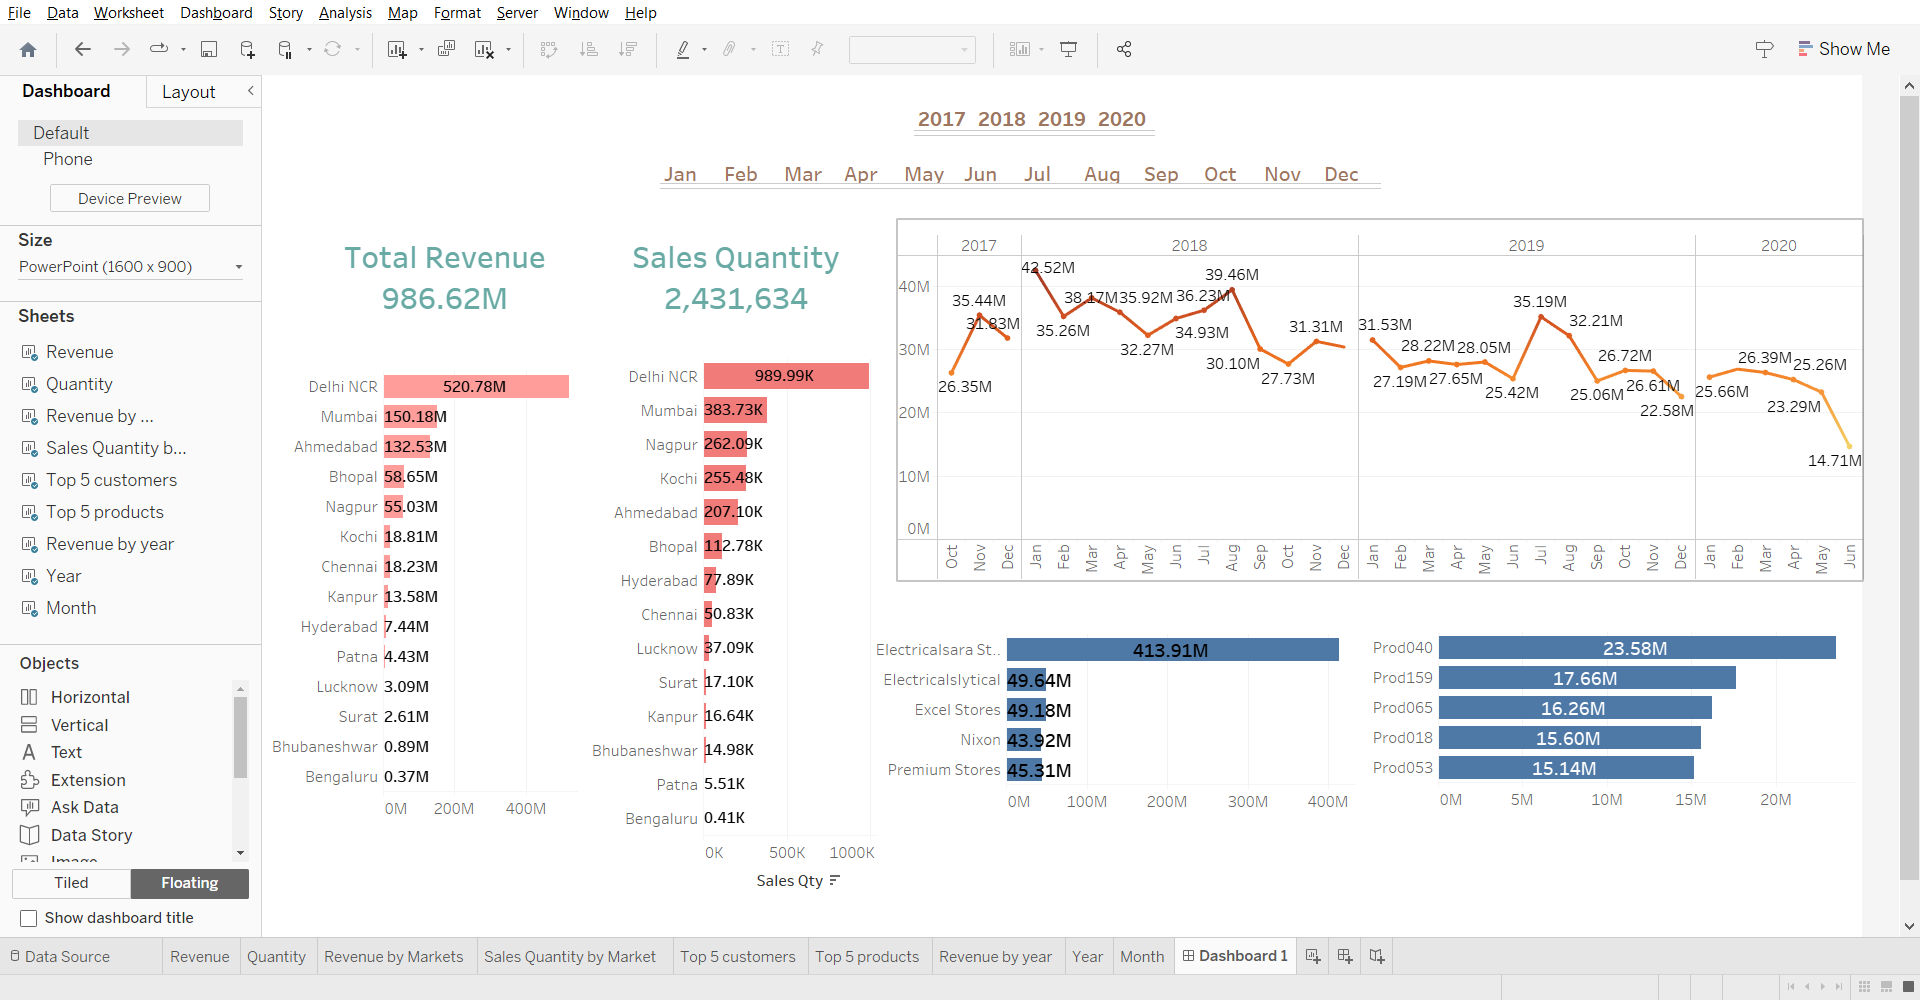 File Data Worksheet Dashboard Story Analysis Map Format Server Window Help
Show Me
Dashboard Layout
Default
Phone
Device Preview
Size
PowerPoint (1600 x 900)
Sheets
Revenue
Quantity
Revenue by ...
Sales Quantity b...
Top 5 customers
Top 5 products
Revenue by year
Year
Month
Objects
Horizontal
Vertical
Text
Extension
Ask Data
Data Story
Image
Tiled Floating
Show dashboard title
2017 2018 2019 2020
Jan Feb Mar Apr May Jun Jul Aug Sep Oct Nov Dec
Total Revenue
986.62M
Sales Quantity
2,431,634
Delhi NCR 520.78M
Mumbai 150.18M
Ahmedabad 132.53M
Bhopal 58.65M
Nagpur 55.03M
Kochi 18.81M
Chennai 18.23M
Kanpur 13.58M
Hyderabad 7.44M
Patna 4.43M
Lucknow 3.09M
Surat 2.61M
Bhubaneshwar 0.89M
Bengaluru 0.37M
0M 200M 400M
Delhi NCR 989.99K
Mumbai 383.73K
Nagpur 262.09K
Kochi 255.48K
Ahmedabad 207.10K
Bhopal 112.78K
Hyderabad 77.89K
Chennai 50.83K
Lucknow 37.09K
Surat 17.10K
Kanpur 16.64K
Bhubaneshwar 14.98K
Patna 5.51K
Bengaluru 0.41K
0K 500K 1000K
Sales Qty
2017 2018 2019 2020
40M
30M
20M
10M
0M
26.35M 35.44M 31.83M
42.52M 35.26M 38.17M 35.92M 32.27M 34.93M 36.23M 39.46M 30.10M 27.73M 31.31M
31.53M 27.19M 28.22M 27.65M 28.05M 25.42M 35.19M 32.21M 25.06M 26.72M 26.61M 22.58M
25.66M 26.39M 25.26M 23.29M 14.71M
Oct Nov Dec Jan Feb Mar Apr May Jun Jul Aug Sep Oct Nov Dec Jan Feb Mar Apr May Jun Jul Aug Sep Oct Nov Dec Jan Feb Mar Apr May Jun
Electricalsara St.. 413.91M
Electricalslytical 49.64M
Excel Stores 49.18M
Nixon 43.92M
Premium Stores 45.31M
0M 100M 200M 300M 400M
Prod040 23.58M
Prod159 17.66M
Prod065 16.26M
Prod018 15.60M
Prod053 15.14M
0M 5M 10M 15M 20M
Data Source Revenue Quantity Revenue by Markets Sales Quantity by Market Top 5 customers Top 5 products Revenue by year Year Month Dashboard 1